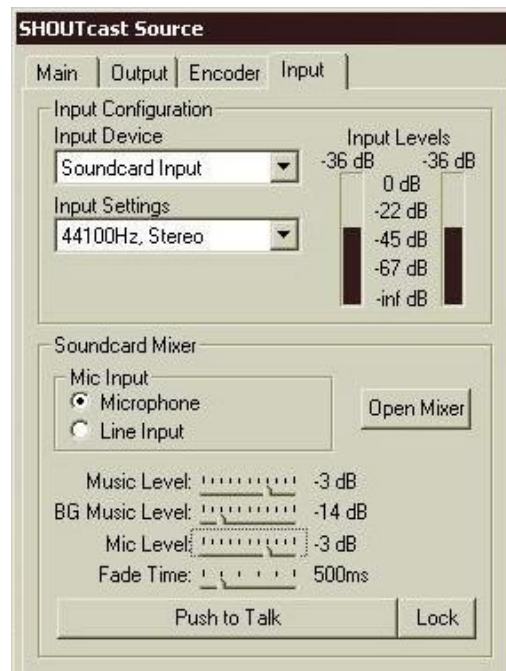 SHOUTcast Source
Main Output Encoder Input
Input Configuration
Input Device
Soundcard Input
Input Settings
44100Hz, Stereo
Input Levels
-36 dB -36 dB
0 dB
-22 dB
-45 dB
-67 dB
-inf dB
Soundcard Mixer
Mic Input
Microphone
Line Input
Open Mixer
Music Level: -3 dB
BG Music Level: -14 dB
Mic Level: -3 dB
Fade Time: 500ms
Push to Talk Lock